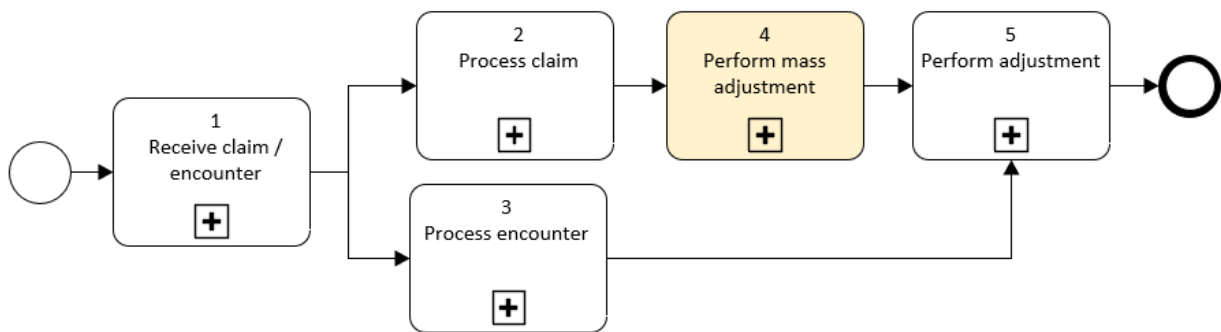 1
Receive claim /
encounter
2
Process claim
3
Process encounter
4
Perform mass
adjustment
5
Perform adjustment